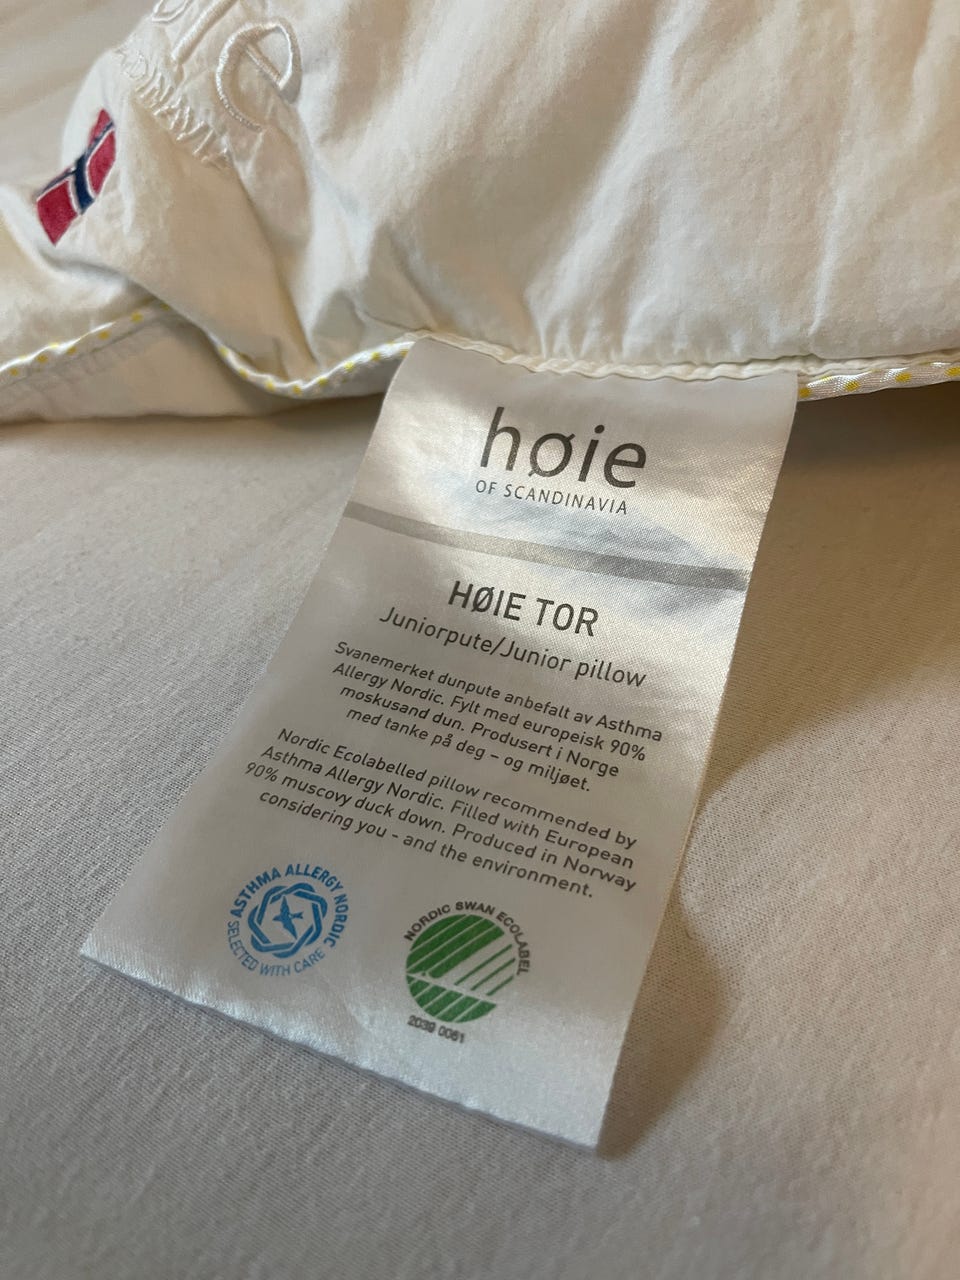 høie
OF SCANDINAVIA
HØIE TOR
Juniorpute/Junior pillow
Svanemerket dunpute anbefalt av Asthma
Allergy Nordic. Fylt med europeisk 90%
moskusand dun. Produsert i Norge
med tanke på deg – og miljøet.
Nordic Ecolabelled pillow recommended by
Asthma Allergy Nordic. Filled with European
90% muscovy duck down. Produced in Norway
considering you - and the environment.
ASTHMA ALLERGY NORDIC
SELECTED WITH CARE
NORDIC SWAN ECOLABEL
2039 0061